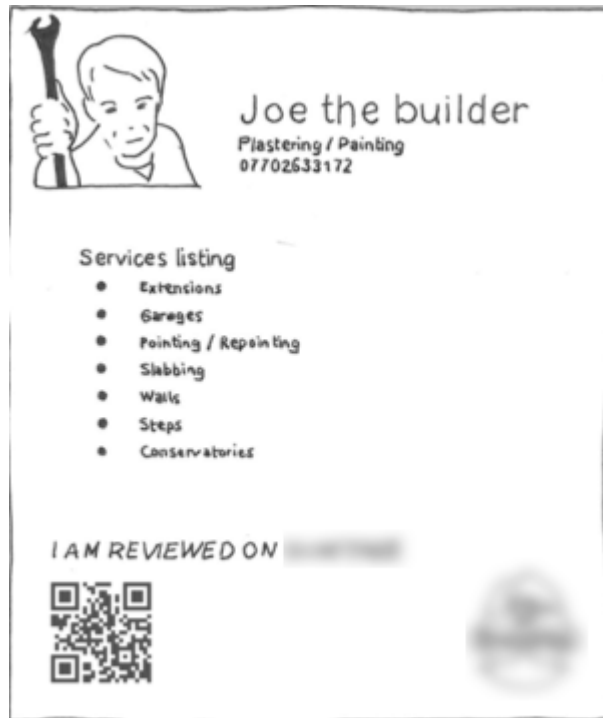 Joe the builder
Plastering / Painting
07702633172
Services listing
Extensions
Garages
Pointing / Repointing
Slabbing
Walls
Steps
Conservatories
I AM REVIEWED ON